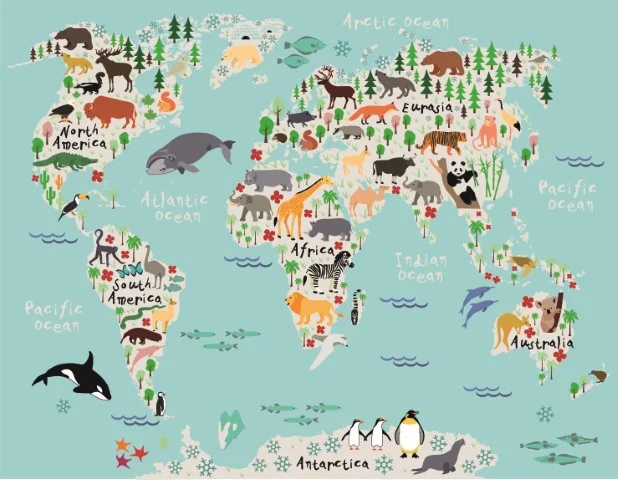 Arctic Ocean
Eurasia
North
America
Atlantic
Ocean
Pacific
Ocean
Africa
Indian
Ocean
South
America
Pacific
Ocean
Australia
Antarctica